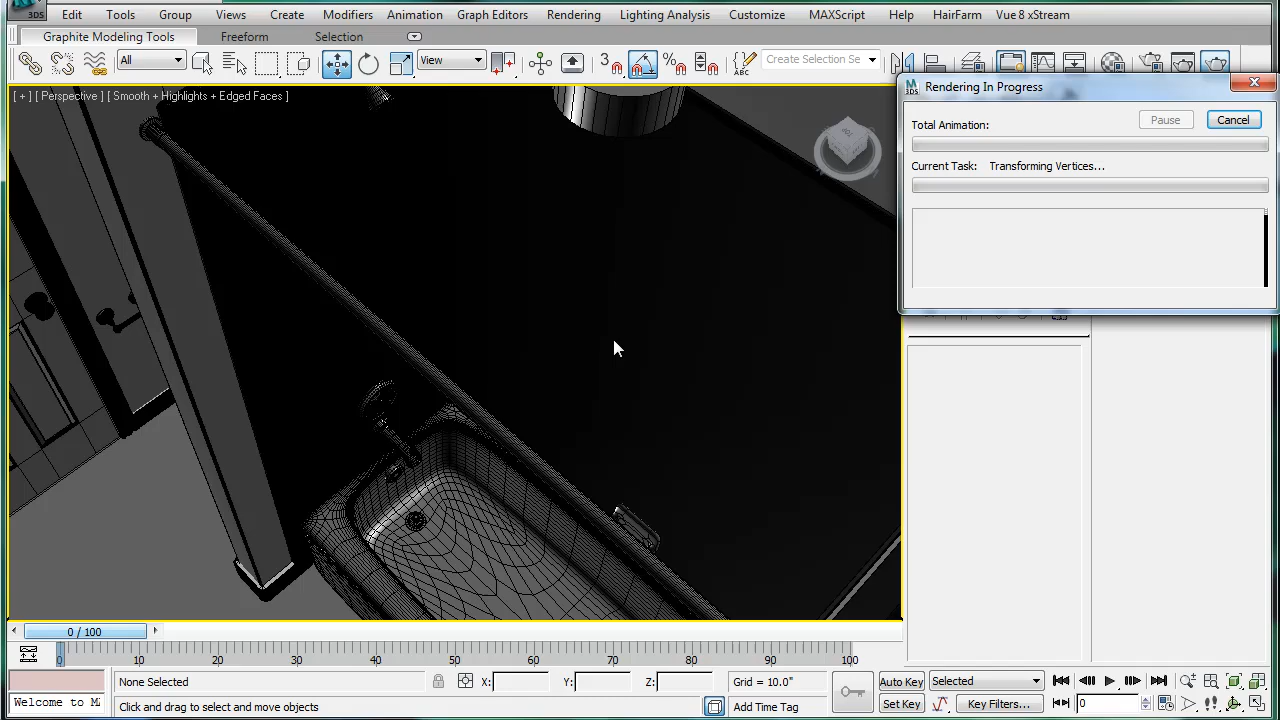 3DS
Edit Tools Group Views Create Modifiers Animation Graph Editors Rendering Lighting Analysis Customize MAXScript Help HairFarm Vue 8 xStream
Graphite Modeling Tools Freeform Selection
All View 3 % ABC Create Selection Se
[ + ] [ Perspective ] [ Smooth + Highlights + Edged Faces ]
3DS Rendering In Progress
Total Animation: Pause Cancel
Current Task: Transforming Vertices...
0 / 100
0 10 20 30 40 50 60 70 80 90 100
None Selected X: Y: Z: Grid = 10.0" Auto Key Selected
Welcome to M Click and drag to select and move objects Add Time Tag Set Key Key Filters... 0